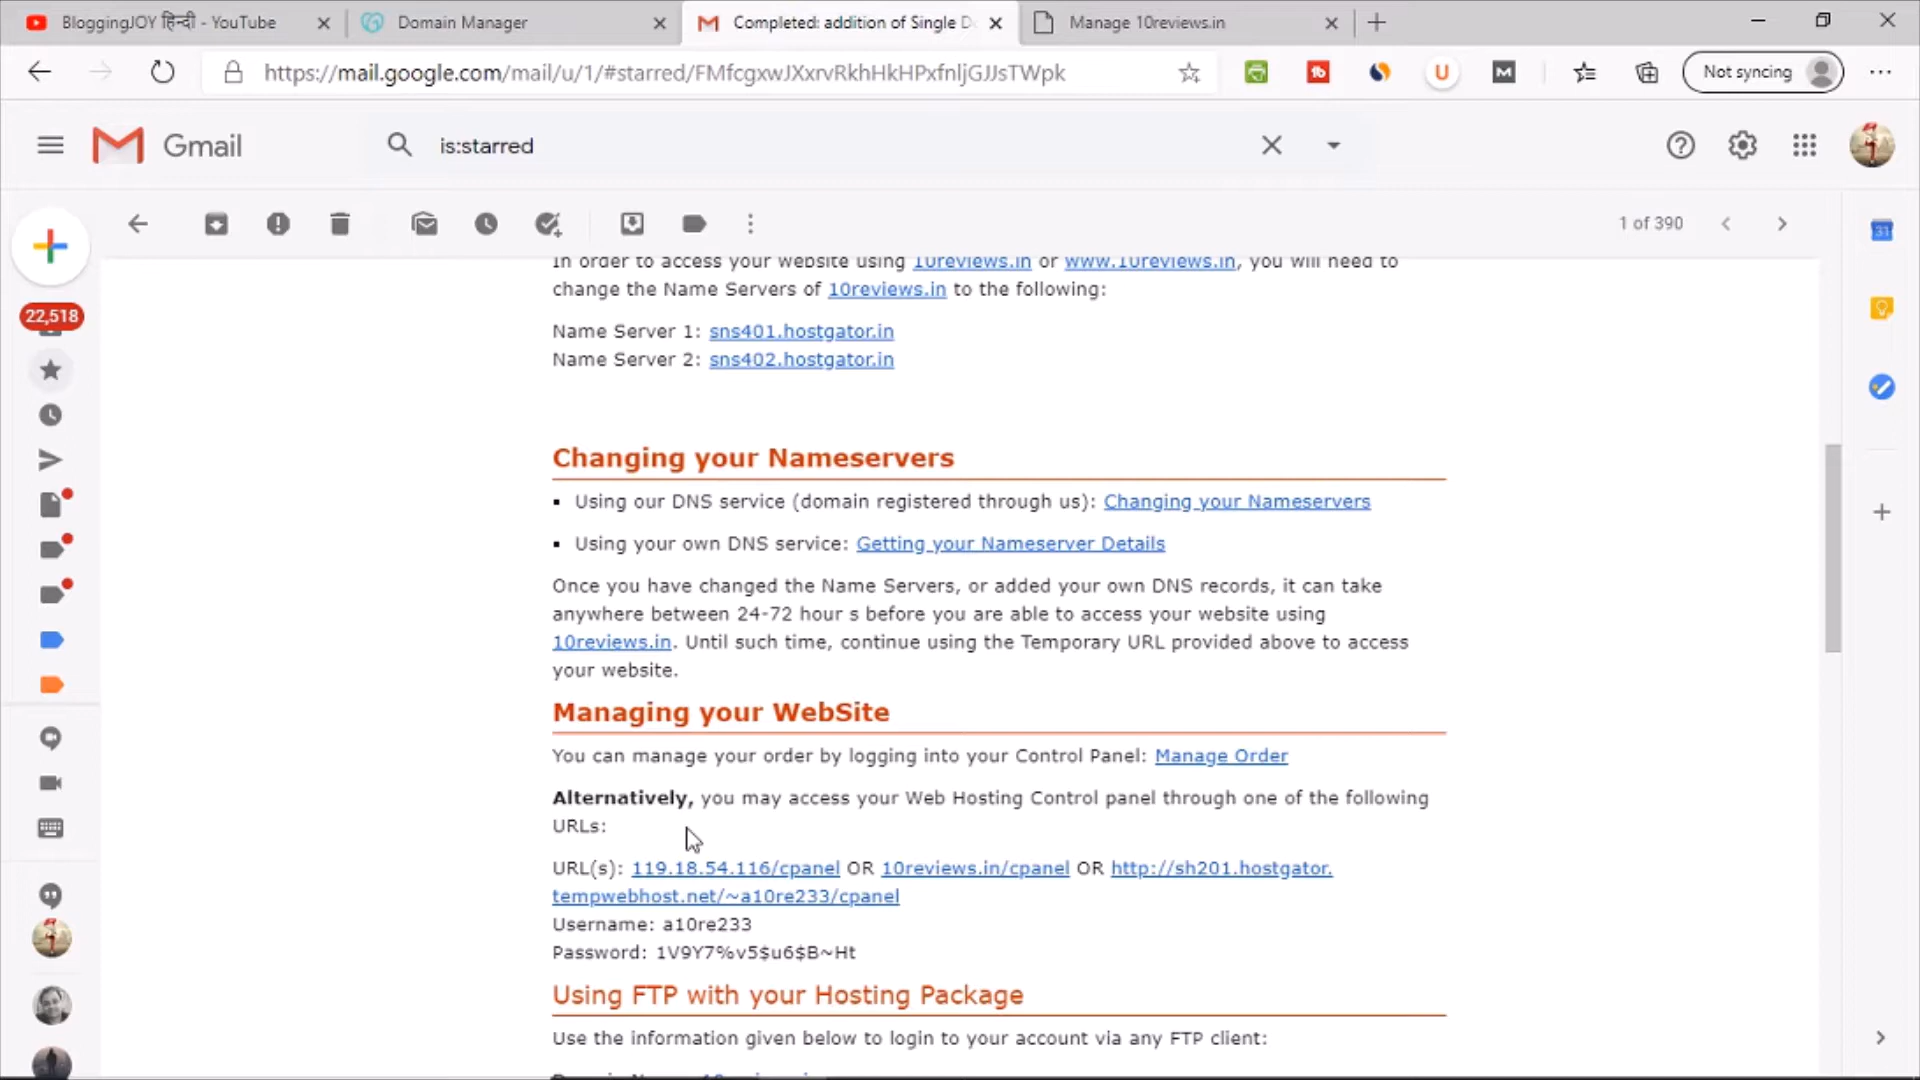 BloggingJOY हिन्दी - YouTube
Domain Manager
Completed: addition of Single D
Manage 10reviews.in
https://mail.google.com/mail/u/1/#starred/FMfcgxwJXxrvRkhHkHPxfnljGJJsTWpk
Not syncing
Gmail
is:starred
1 of 390
22,518
In order to access your website using 10reviews.in or www.10reviews.in, you will need to
change the Name Servers of 10reviews.in to the following:
Name Server 1: sns401.hostgator.in
Name Server 2: sns402.hostgator.in
Changing your Nameservers
▪ Using our DNS service (domain registered through us): Changing your Nameservers
▪ Using your own DNS service: Getting your Nameserver Details
Once you have changed the Name Servers, or added your own DNS records, it can take
anywhere between 24-72 hour s before you are able to access your website using
10reviews.in. Until such time, continue using the Temporary URL provided above to access
your website.
Managing your WebSite
You can manage your order by logging into your Control Panel: Manage Order
Alternatively, you may access your Web Hosting Control panel through one of the following
URLs:
URL(s): 119.18.54.116/cpanel OR 10reviews.in/cpanel OR http://sh201.hostgator.
tempwebhost.net/~a10re233/cpanel
Username: a10re233
Password: 1V9Y7%v5$u6$B~Ht
Using FTP with your Hosting Package
Use the information given below to login to your account via any FTP client: